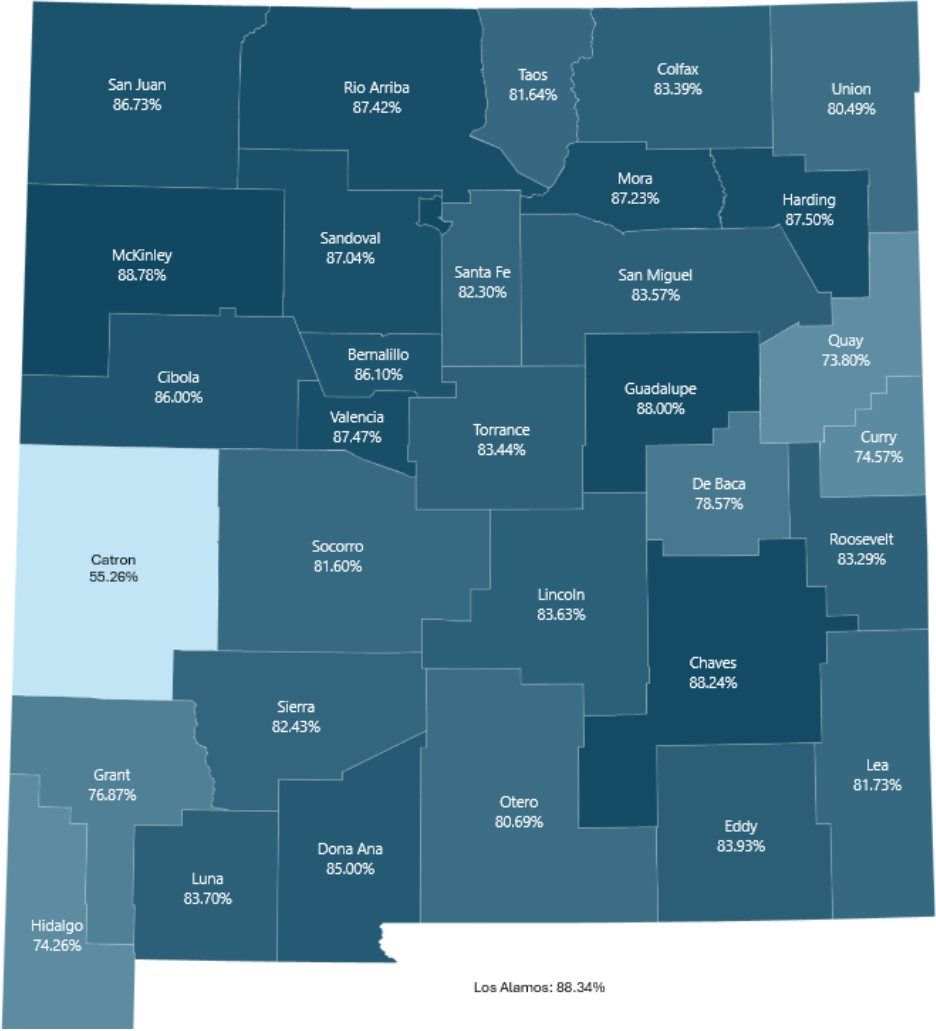 San Juan
86.73%
Rio Arriba
87.42%
Taos
81.64%
Colfax
83.39%
Union
80.49%
Mora
87.23%
Harding
87.50%
McKinley
88.78%
Sandoval
87.04%
Santa Fe
82.30%
San Miguel
83.57%
Quay
73.80%
Cibola
86.00%
Bernalillo
86.10%
Guadalupe
88.00%
Valencia
87.47%
Torrance
83.44%
Curry
74.57%
De Baca
78.57%
Roosevelt
83.29%
Catron
55.26%
Socorro
81.60%
Lincoln
83.63%
Chaves
88.24%
Sierra
82.43%
Grant
76.87%
Otero
80.69%
Lea
81.73%
Eddy
83.93%
Dona Ana
85.00%
Luna
83.70%
Hidalgo
74.26%
Los Alamos: 88.34%